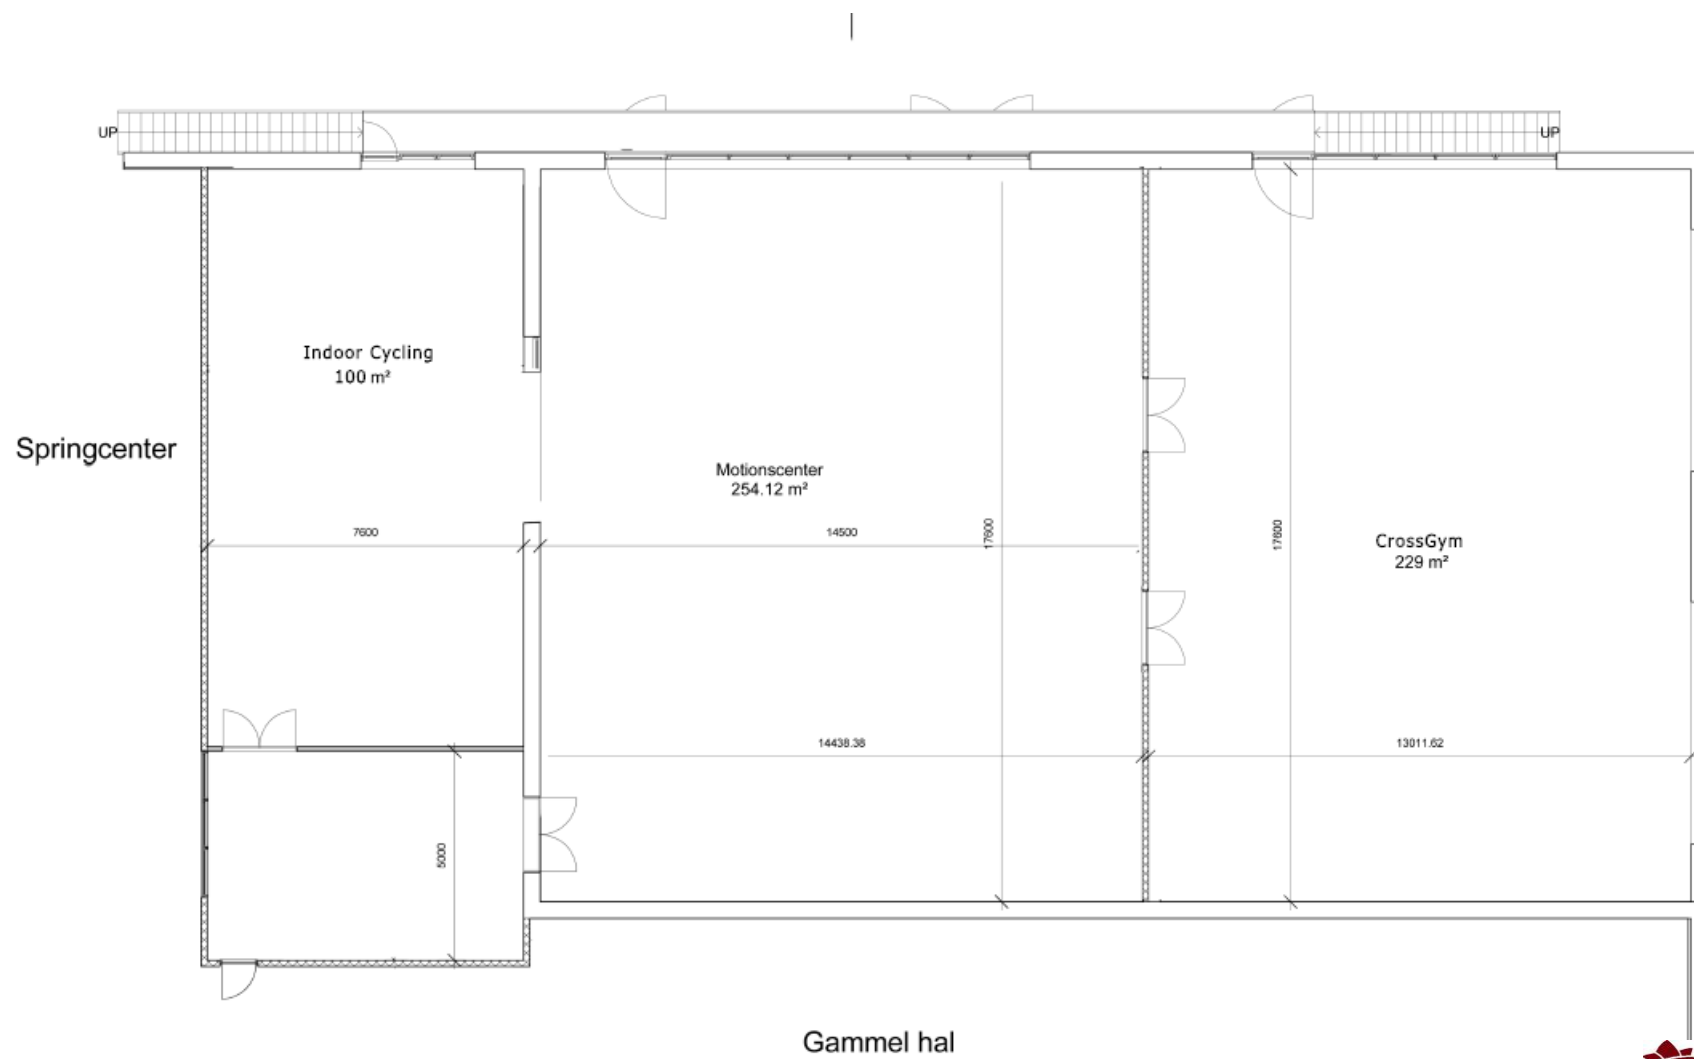 UP
UP
Indoor Cycling
100 m²
Springcenter
Motionscenter
254.12 m²
7600
14500
17600
17600
CrossGym
229 m²
14438.38
13011.62
5000
Gammel hal